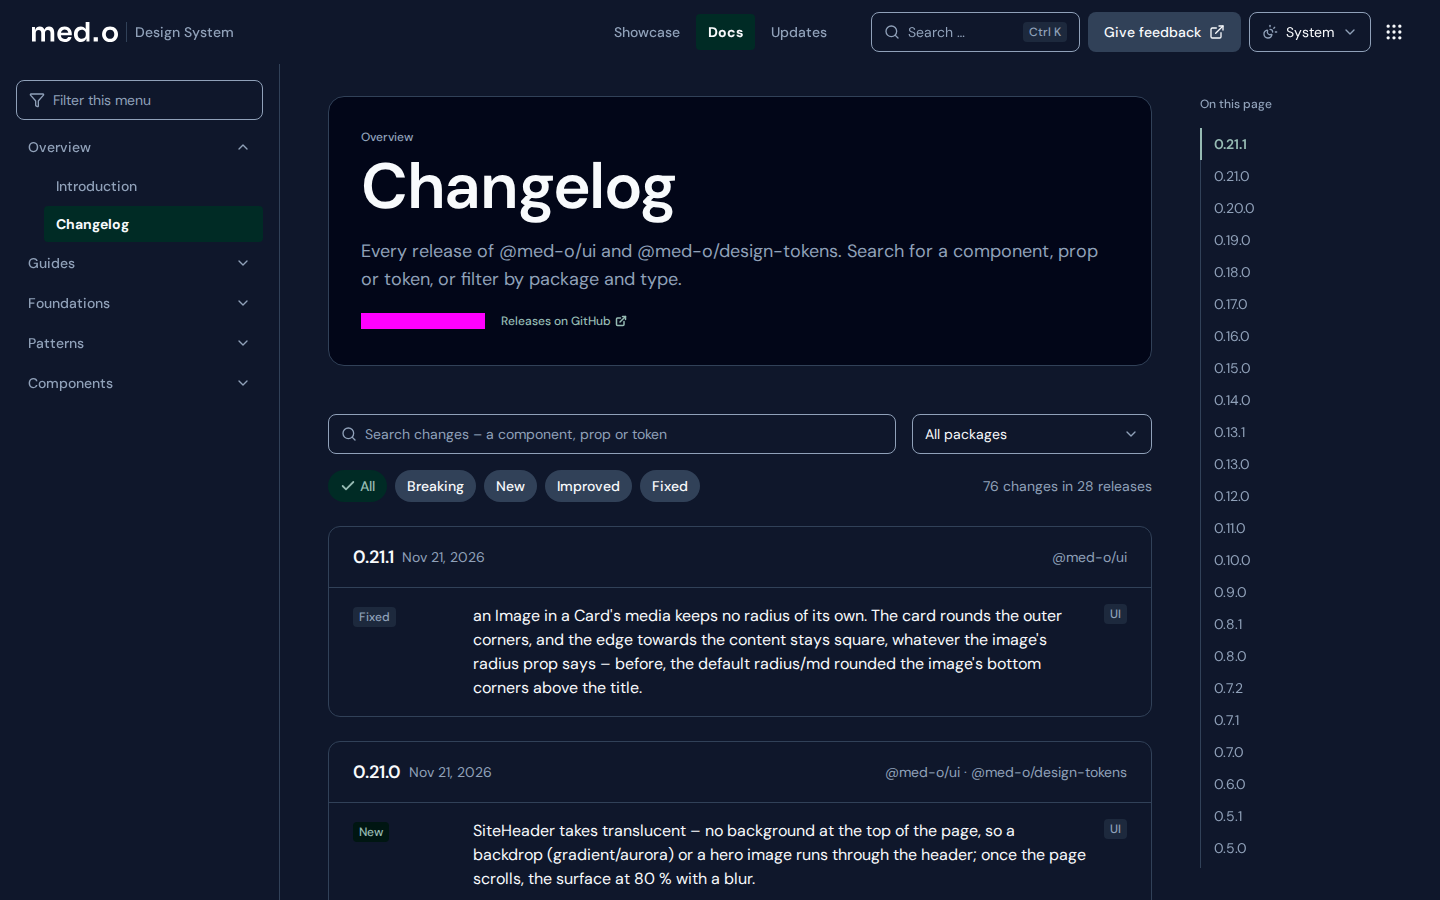 med.o
Design System
Showcase
Docs
Updates
Search ...
Ctrl K
Give feedback
System
Filter this menu
Overview
Introduction
Changelog
Guides
Foundations
Patterns
Components
Overview
Changelog
Every release of @med-o/ui and @med-o/design-tokens. Search for a component, prop
or token, or filter by package and type.
Releases on GitHub
Search changes – a component, prop or token
All packages
All
Breaking
New
Improved
Fixed
76 changes in 28 releases
0.21.1 Nov 21, 2026
@med-o/ui
Fixed
an Image in a Card's media keeps no radius of its own. The card rounds the outer
corners, and the edge towards the content stays square, whatever the image's
radius prop says – before, the default radius/md rounded the image's bottom
corners above the title.
UI
0.21.0 Nov 21, 2026
@med-o/ui · @med-o/design-tokens
New
SiteHeader takes translucent – no background at the top of the page, so a
backdrop (gradient/aurora) or a hero image runs through the header; once the page
scrolls, the surface at 80 % with a blur.
UI
On this page
0.21.1
0.21.0
0.20.0
0.19.0
0.18.0
0.17.0
0.16.0
0.15.0
0.14.0
0.13.1
0.13.0
0.12.0
0.11.0
0.10.0
0.9.0
0.8.1
0.8.0
0.7.2
0.7.1
0.7.0
0.6.0
0.5.1
0.5.0